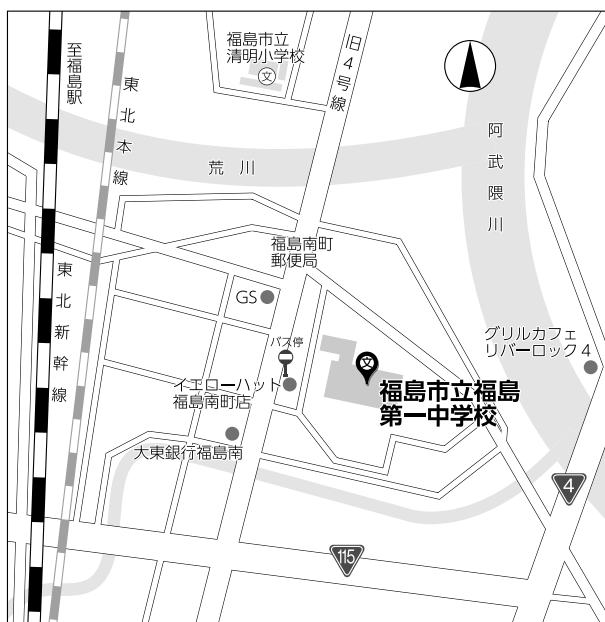 福島市立
清明小学校
文
旧4号線
至福島駅
東北本線
荒川
阿武隈川
福島南町
郵便局
GS
バス停
東北新幹線
グリルカフェ
リバーロック4
文
イエローハット
福島南町店
福島市立福島
第一中学校
大東銀行福島南
4
115